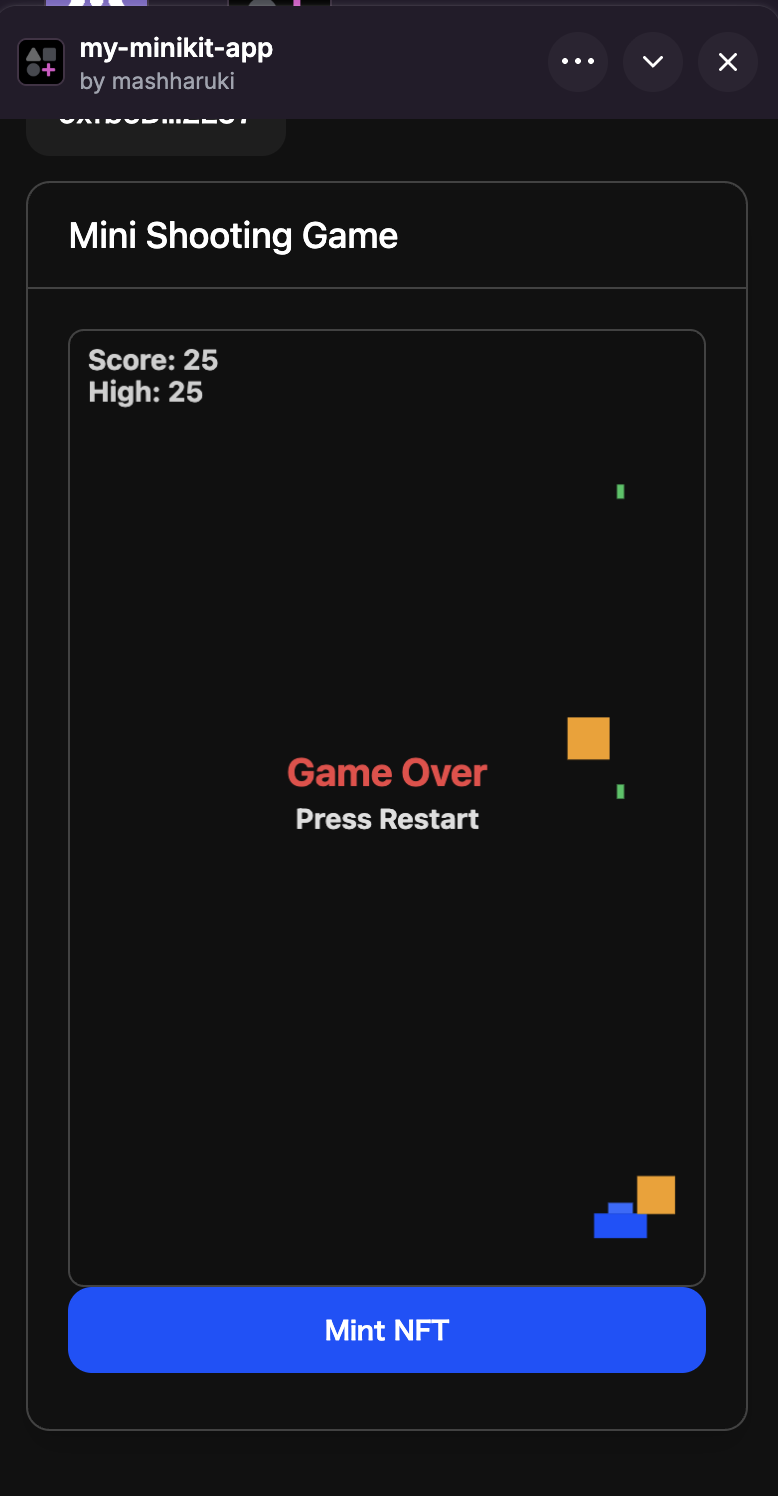 my-minikit-app
by mashharuki
Mini Shooting Game
Score: 25
High: 25
Game Over
Press Restart
Mint NFT